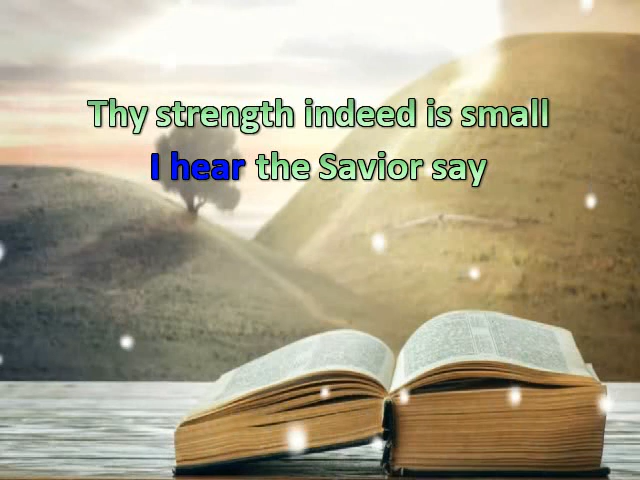 Thy strength indeed is small
I hear the Savior say